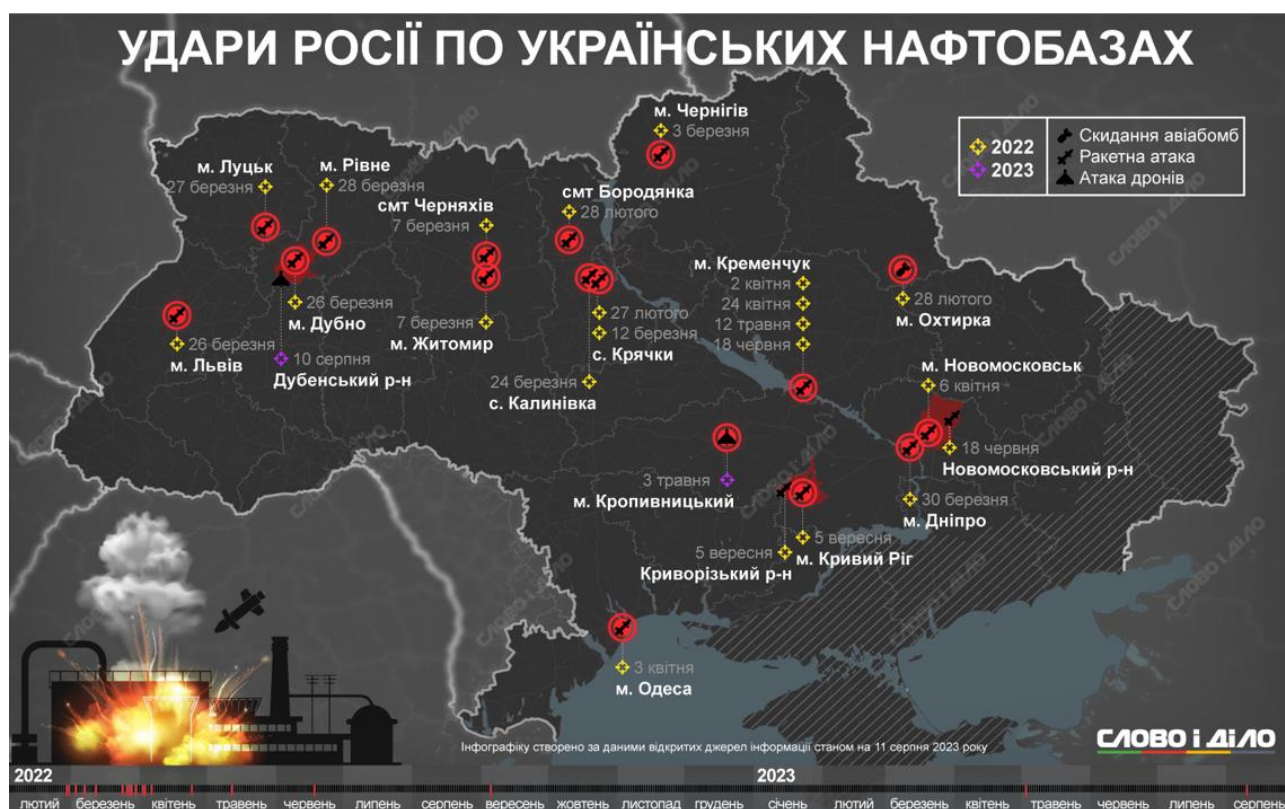 УДАРИ РОСІЇ ПО УКРАЇНСЬКИХ НАФТОБАЗАХ
м. Чернігів
3 березня
2022
2023
Скидання авіабомб
Ракетна атака
Атака дронів
м. Луцьк
27 березня
м. Рівне
28 березня
смт Черняхів
7 березня
смт Бородянка
28 лютого
м. Кременчук
2 квітня
24 квітня
12 травня
18 червня
28 лютого
м. Охтирка
26 березня
м. Дубно
26 березня
м. Львів
10 серпня
Дубенський р-н
7 березня
м. Житомир
27 лютого
12 березня
с. Крячки
24 березня
с. Калинівка
м. Новомосковськ
6 квітня
18 червня
Новомосковський р-н
3 травня
м. Кропивницький
30 березня
м. Дніпро
5 вересня
м. Кривий Ріг
5 вересня
Криворізький р-н
3 квітня
м. Одеса
Інфографіку створено за даними відкритих джерел інформації станом на 11 серпня 2023 року
СЛОВО і ДІЛО
2022
2023
лютий березень квітень травень червень липень серпень вересень жовтень листопад грудень січень лютий березень квітень травень червень липень серпень